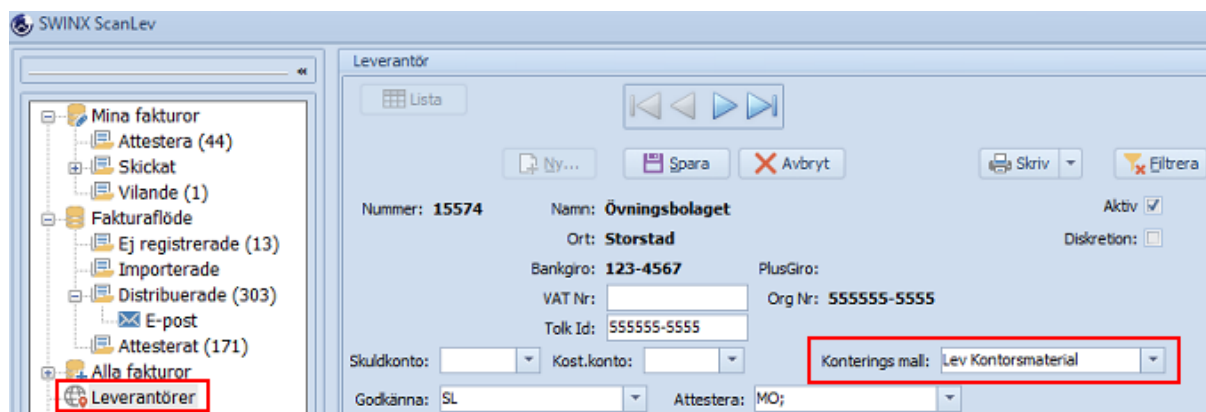 SWINX ScanLev
«
Mina fakturor
Attestera (44)
Skickat
Vilande (1)
Fakturaflöde
Ej registrerade (13)
Importerade
Distribuerade (303)
E-post
Attesterat (171)
Alla fakturor
Leverantörer
Leverantör
Lista
Ny... Spara Avbryt Skriv Filtrera
Nummer: 15574 Namn: Övningsbolaget Aktiv
Ort: Storstad Diskretion:
Bankgiro: 123-4567 PlusGiro:
VAT Nr: Org Nr: 555555-5555
Tolk Id: 555555-5555
Skuldkonto: Kost.konto: Konterings mall: Lev Kontorsmaterial
Godkänna: SL Attestera: MO;